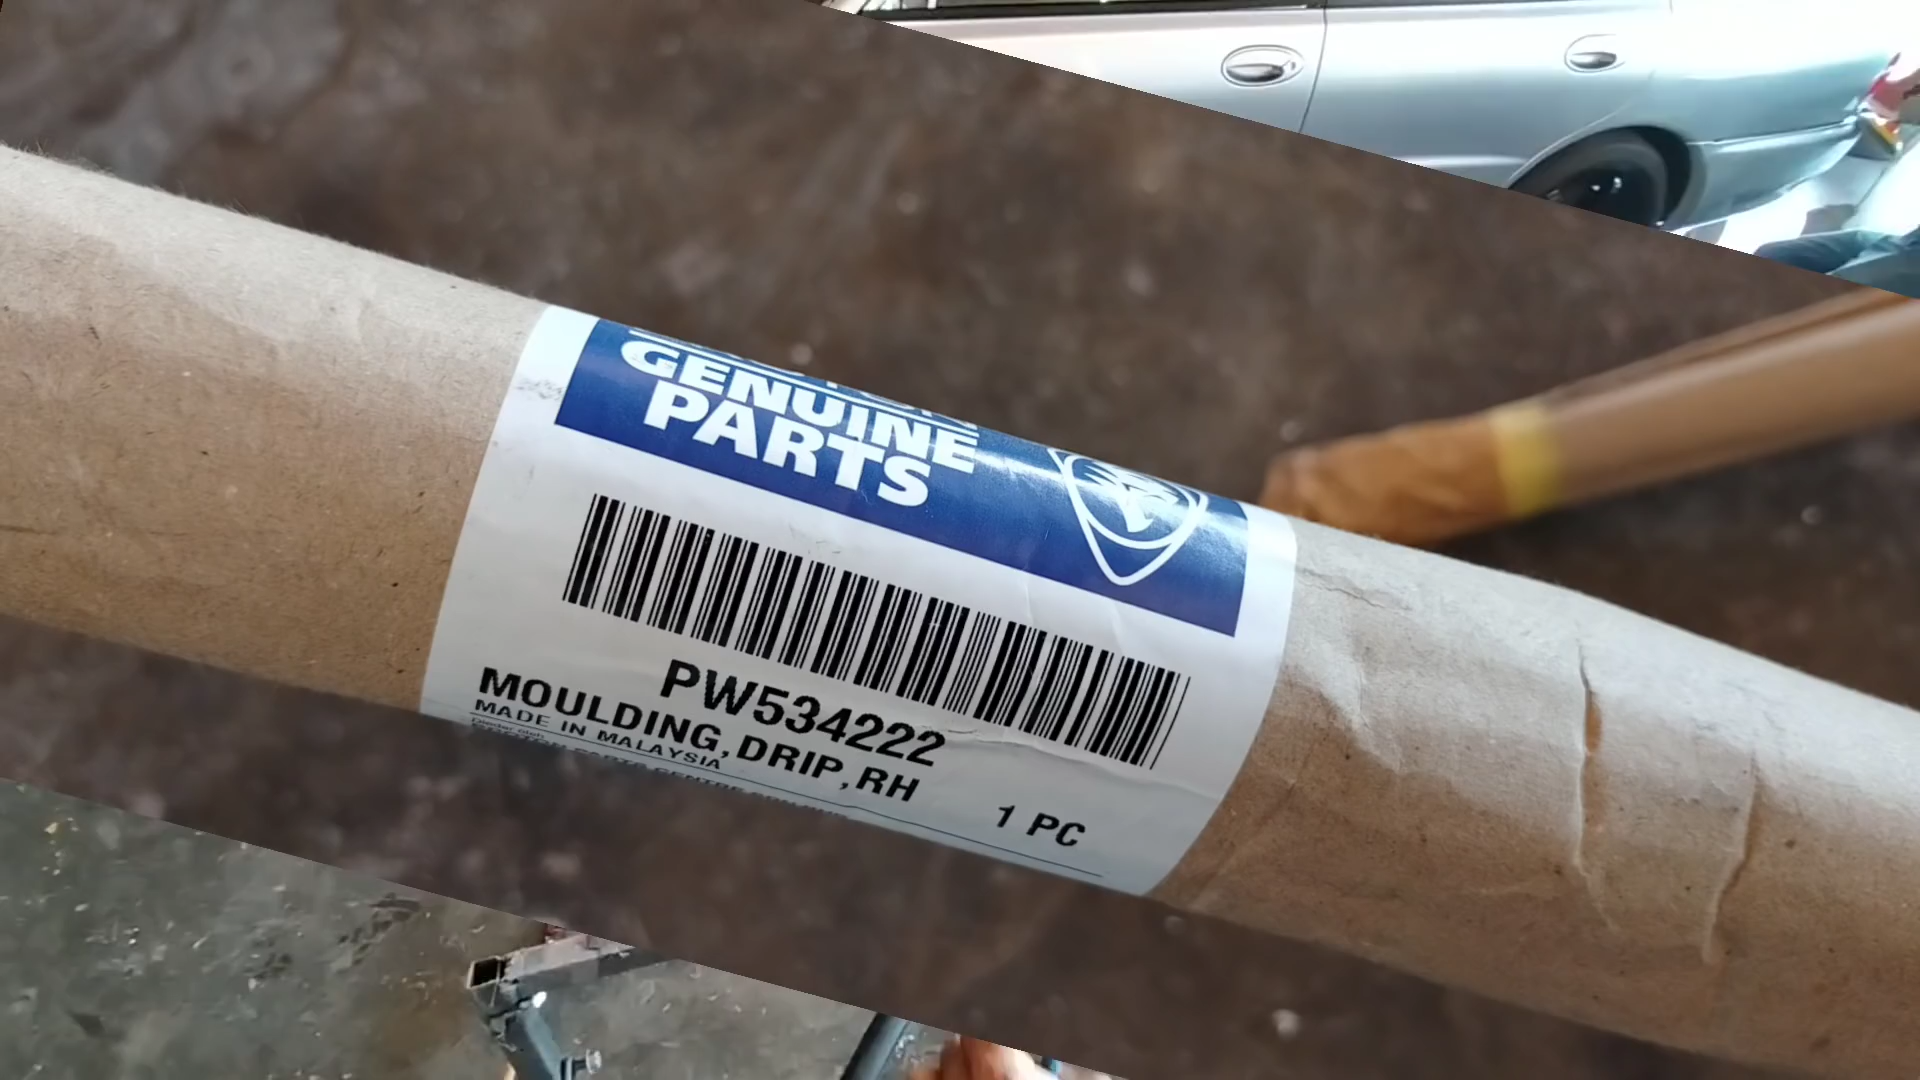 GENUINE
PARTS
PW534222
MOULDING,DRIP,RH
MADE IN MALAYSIA
1 PC